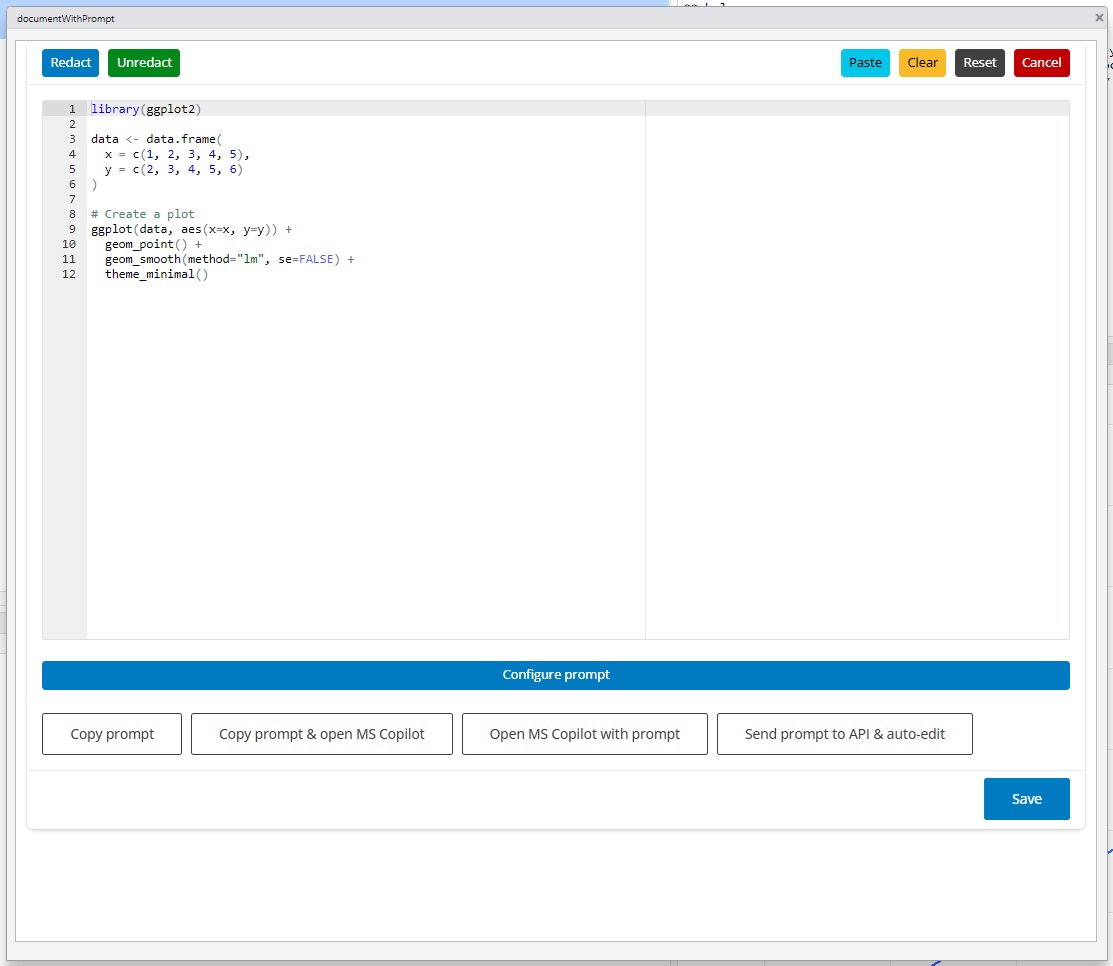 documentWithPrompt
Redact Unredact Paste Clear Reset Cancel
1 library(ggplot2)
2
3 data <- data.frame(
4   x = c(1, 2, 3, 4, 5),
5   y = c(2, 3, 4, 5, 6)
6 )
7
8 # Create a plot
9 ggplot(data, aes(x=x, y=y)) +
10   geom_point() +
11   geom_smooth(method="lm", se=FALSE) +
12   theme_minimal()
Configure prompt
Copy prompt Copy prompt & open MS Copilot Open MS Copilot with prompt Send prompt to API & auto-edit
Save